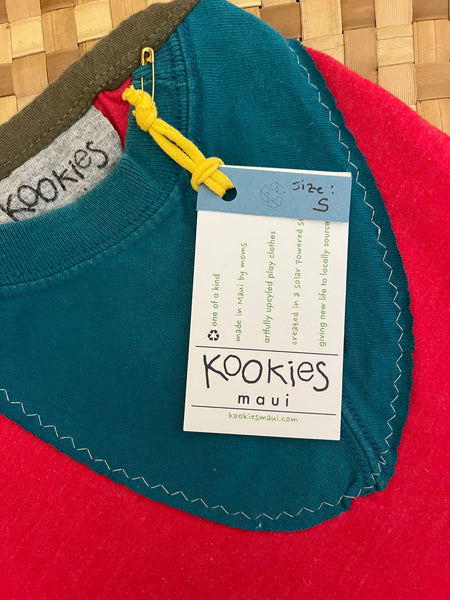 KOOKiES
Size:
S
one of a kind
made in Maui by moms
artfully upcyled play clothes
created in a solar powered
giving new life to locally source
KOOKiES
maui
kookiesmaui.com